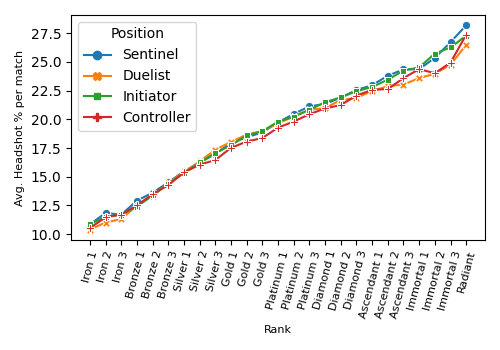 Position
Sentinel
Duelist
Initiator
Controller
Avg. Headshot % per match
27.5
25.0
22.5
20.0
17.5
15.0
12.5
10.0
Iron 1
Iron 2
Iron 3
Bronze 1
Bronze 2
Bronze 3
Silver 1
Silver 2
Silver 3
Gold 1
Gold 2
Gold 3
Platinum 1
Platinum 2
Platinum 3
Diamond 1
Diamond 2
Diamond 3
Ascendant 1
Ascendant 2
Ascendant 3
Immortal 1
Immortal 2
Immortal 3
Radiant
Rank